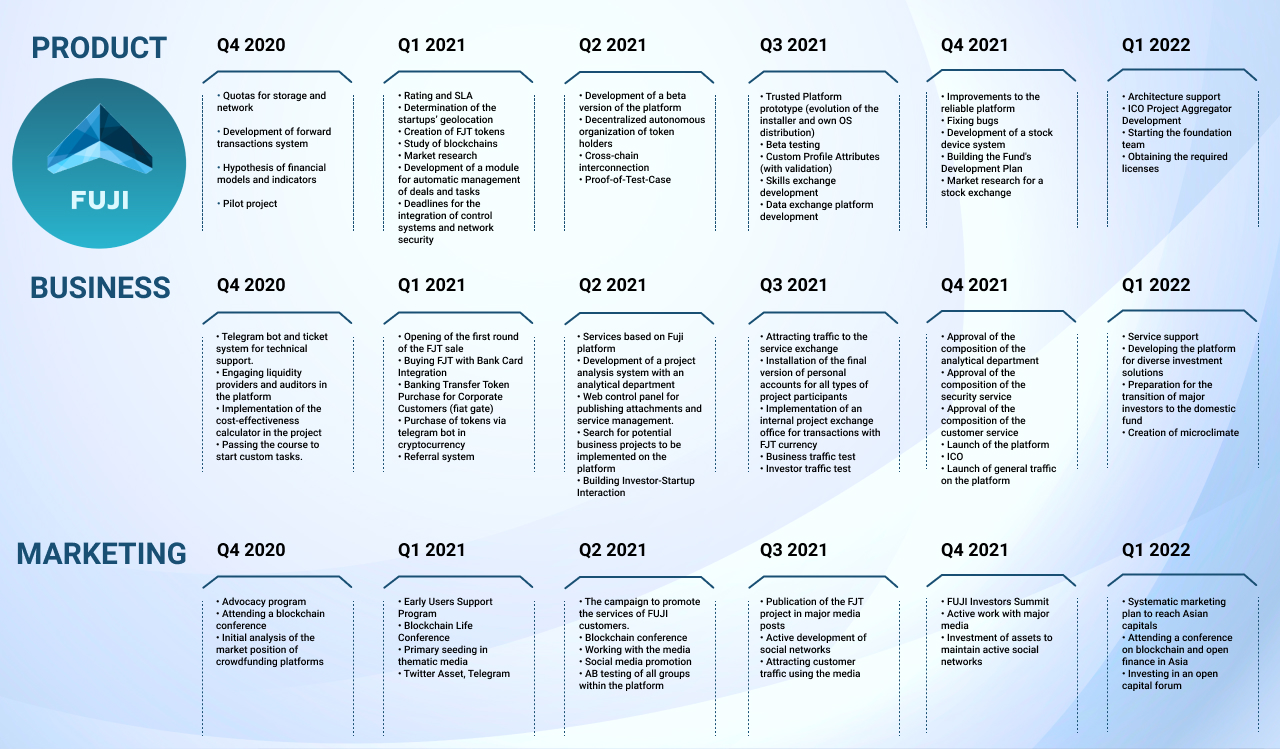 PRODUCT
FUJI
Q4 2020
• Quotas for storage and
network
• Development of forward
transactions system
• Hypothesis of financial
models and indicators
• Pilot project
Q1 2021
• Rating and SLA
• Determination of the
startups' geolocation
• Creation of FJT tokens
• Study of blockchains
• Market research
• Development of a module
for automatic management
of deals and tasks
• Deadlines for the
integration of control
systems and network
security
Q2 2021
• Development of a beta
version of the platform
• Decentralized autonomous
organization of token
holders
• Cross-chain
interconnection
• Proof-of-Test-Case
Q3 2021
• Trusted Platform
prototype (evolution of the
installer and own OS
distribution)
• Beta testing
• Custom Profile Attributes
(with validation)
• Skills exchange
development
• Data exchange platform
development
Q4 2021
• Improvements to the
reliable platform
• Fixing bugs
• Development of a stock
device system
• Building the Fund's
Development Plan
• Market research for a
stock exchange
Q1 2022
• Architecture support
• ICO Project Aggregator
Development
• Starting the foundation
team
• Obtaining the required
licenses
BUSINESS
Q4 2020
• Telegram bot and ticket
system for technical
support.
• Engaging liquidity
providers and auditors in
the platform
• Implementation of the
cost-effectiveness
calculator in the project
• Passing the course to
start custom tasks.
Q1 2021
• Opening of the first round
of the FJT sale
• Buying FJT with Bank Card
Integration
• Banking Transfer Token
Purchase for Corporate
Customers (fiat gate)
• Purchase of tokens via
telegram bot in
cryptocurrency
• Referral system
Q2 2021
• Services based on Fuji
platform
• Development of a project
analysis system with an
analytical department
• Web control panel for
publishing attachments and
service management.
• Search for potential
business projects to be
implemented on the
platform
• Building Investor-Startup
Interaction
Q3 2021
• Attracting traffic to the
service exchange
• Installation of the final
version of personal
accounts for all types of
project participants
• Implementation of an
internal project exchange
office for transactions with
FJT currency
• Business traffic test
• Investor traffic test
Q4 2021
• Approval of the
composition of the
analytical department
• Approval of the
composition of the
security service
• Approval of the
composition of the
customer service
• Launch of the platform
• ICO
• Launch of general traffic
on the platform
Q1 2022
• Service support
• Developing the platform
for diverse investment
solutions
• Preparation for the
transition of major
investors to the domestic
fund
• Creation of microclimate
MARKETING
Q4 2020
• Advocacy program
• Attending a blockchain
conference
• Initial analysis of the
market position of
crowdfunding platforms
Q1 2021
• Early Users Support
Program
• Blockchain Life
Conference
• Primary seeding in
thematic media
• Twitter Asset, Telegram
Q2 2021
• The campaign to promote
the services of FUJI
customers.
• Blockchain conference
• Working with the media
• Social media promotion
• AB testing of all groups
within the platform
Q3 2021
• Publication of the FJT
project in major media
posts
• Active development of
social networks
• Attracting customer
traffic using the media
Q4 2021
• FUJI Investors Summit
• Active work with major
media
• Investment of assets to
maintain active social
networks
Q1 2022
• Systematic marketing
plan to reach Asian
capitals
• Attending a conference
on blockchain and open
finance in Asia
• Investing in an open
capital forum